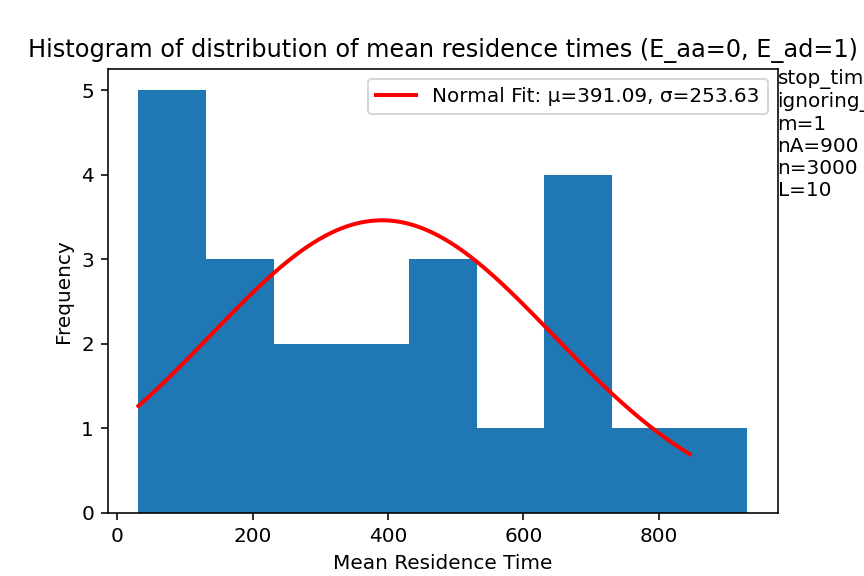 Histogram of distribution of mean residence times (E_aa=0, E_ad=1)
Normal Fit: μ=391.09, σ=253.63
stop_tim
ignoring_
m=1
nA=900
n=3000
L=10
5
4
3
2
1
0
Frequency
0 200 400 600 800
Mean Residence Time